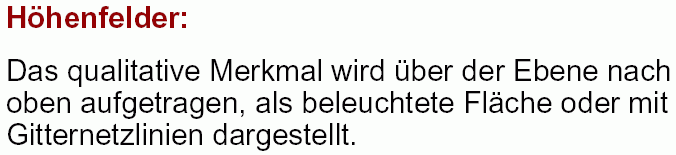 Höhenfelder:
Das qualitative Merkmal wird über der Ebene nach
oben aufgetragen, als beleuchtete Fläche oder mit
Gitternetzlinien dargestellt.